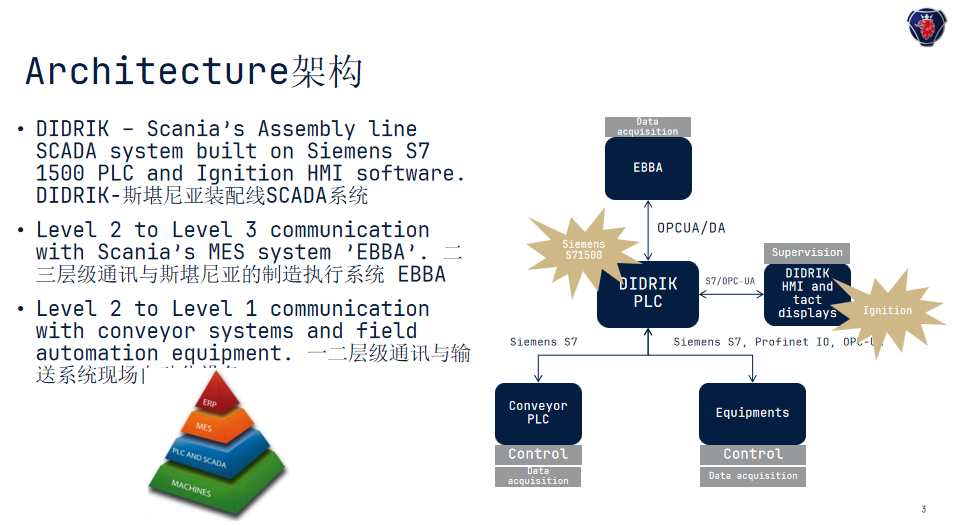 Architecture架构
• DIDRIK – Scania’s Assembly line
SCADA system built on Siemens S7
1500 PLC and Ignition HMI software.
DIDRIK-斯堪尼亚装配线SCADA系统
• Level 2 to Level 3 communication
with Scania’s MES system ’EBBA’. 二
三层级通讯与斯堪尼亚的制造执行系统 EBBA
• Level 2 to Level 1 communication
with conveyor systems and field
automation equipment. 一二层级通讯与输
送系统现场
ERP
MES
PLC AND SCADA
MACHINES
Data
acquisition
EBBA
OPCUA/DA
Siemens
S71500
DIDRIK
PLC
S7/OPC-UA
Supervision
DIDRIK
HMI and
tact
displays
Ignition
Siemens S7
Siemens S7, Profinet IO, OPC-U
Conveyor
PLC
Control
Data
acquisition
Equipments
Control
Data acquisition
3